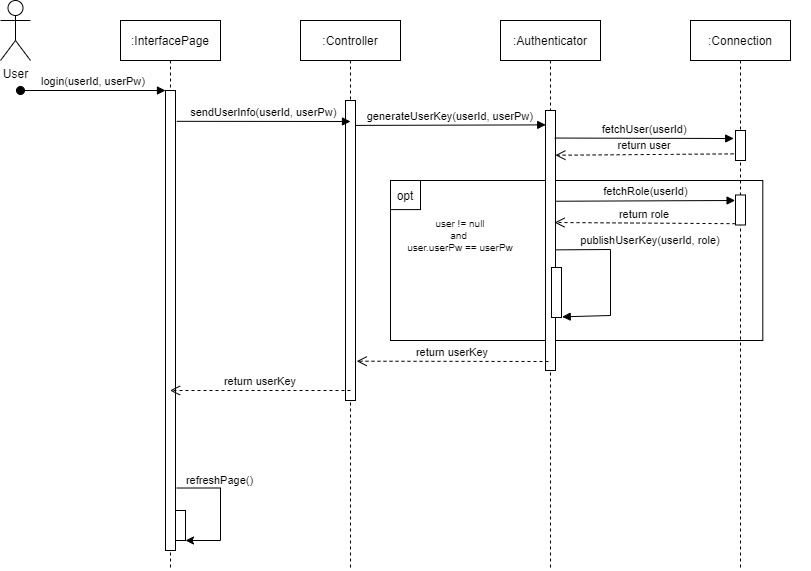 :InterfacePage
:Controller
:Authenticator
:Connection
User
login(userId, userPw)
sendUserInfo(userId, userPw)
generateUserKey(userId, userPw)
fetchUser(userId)
return user
opt
fetchRole(userId)
return role
user != null
and
user.userPw == userPw
publishUserKey(userId, role)
return userKey
return userKey
refreshPage()